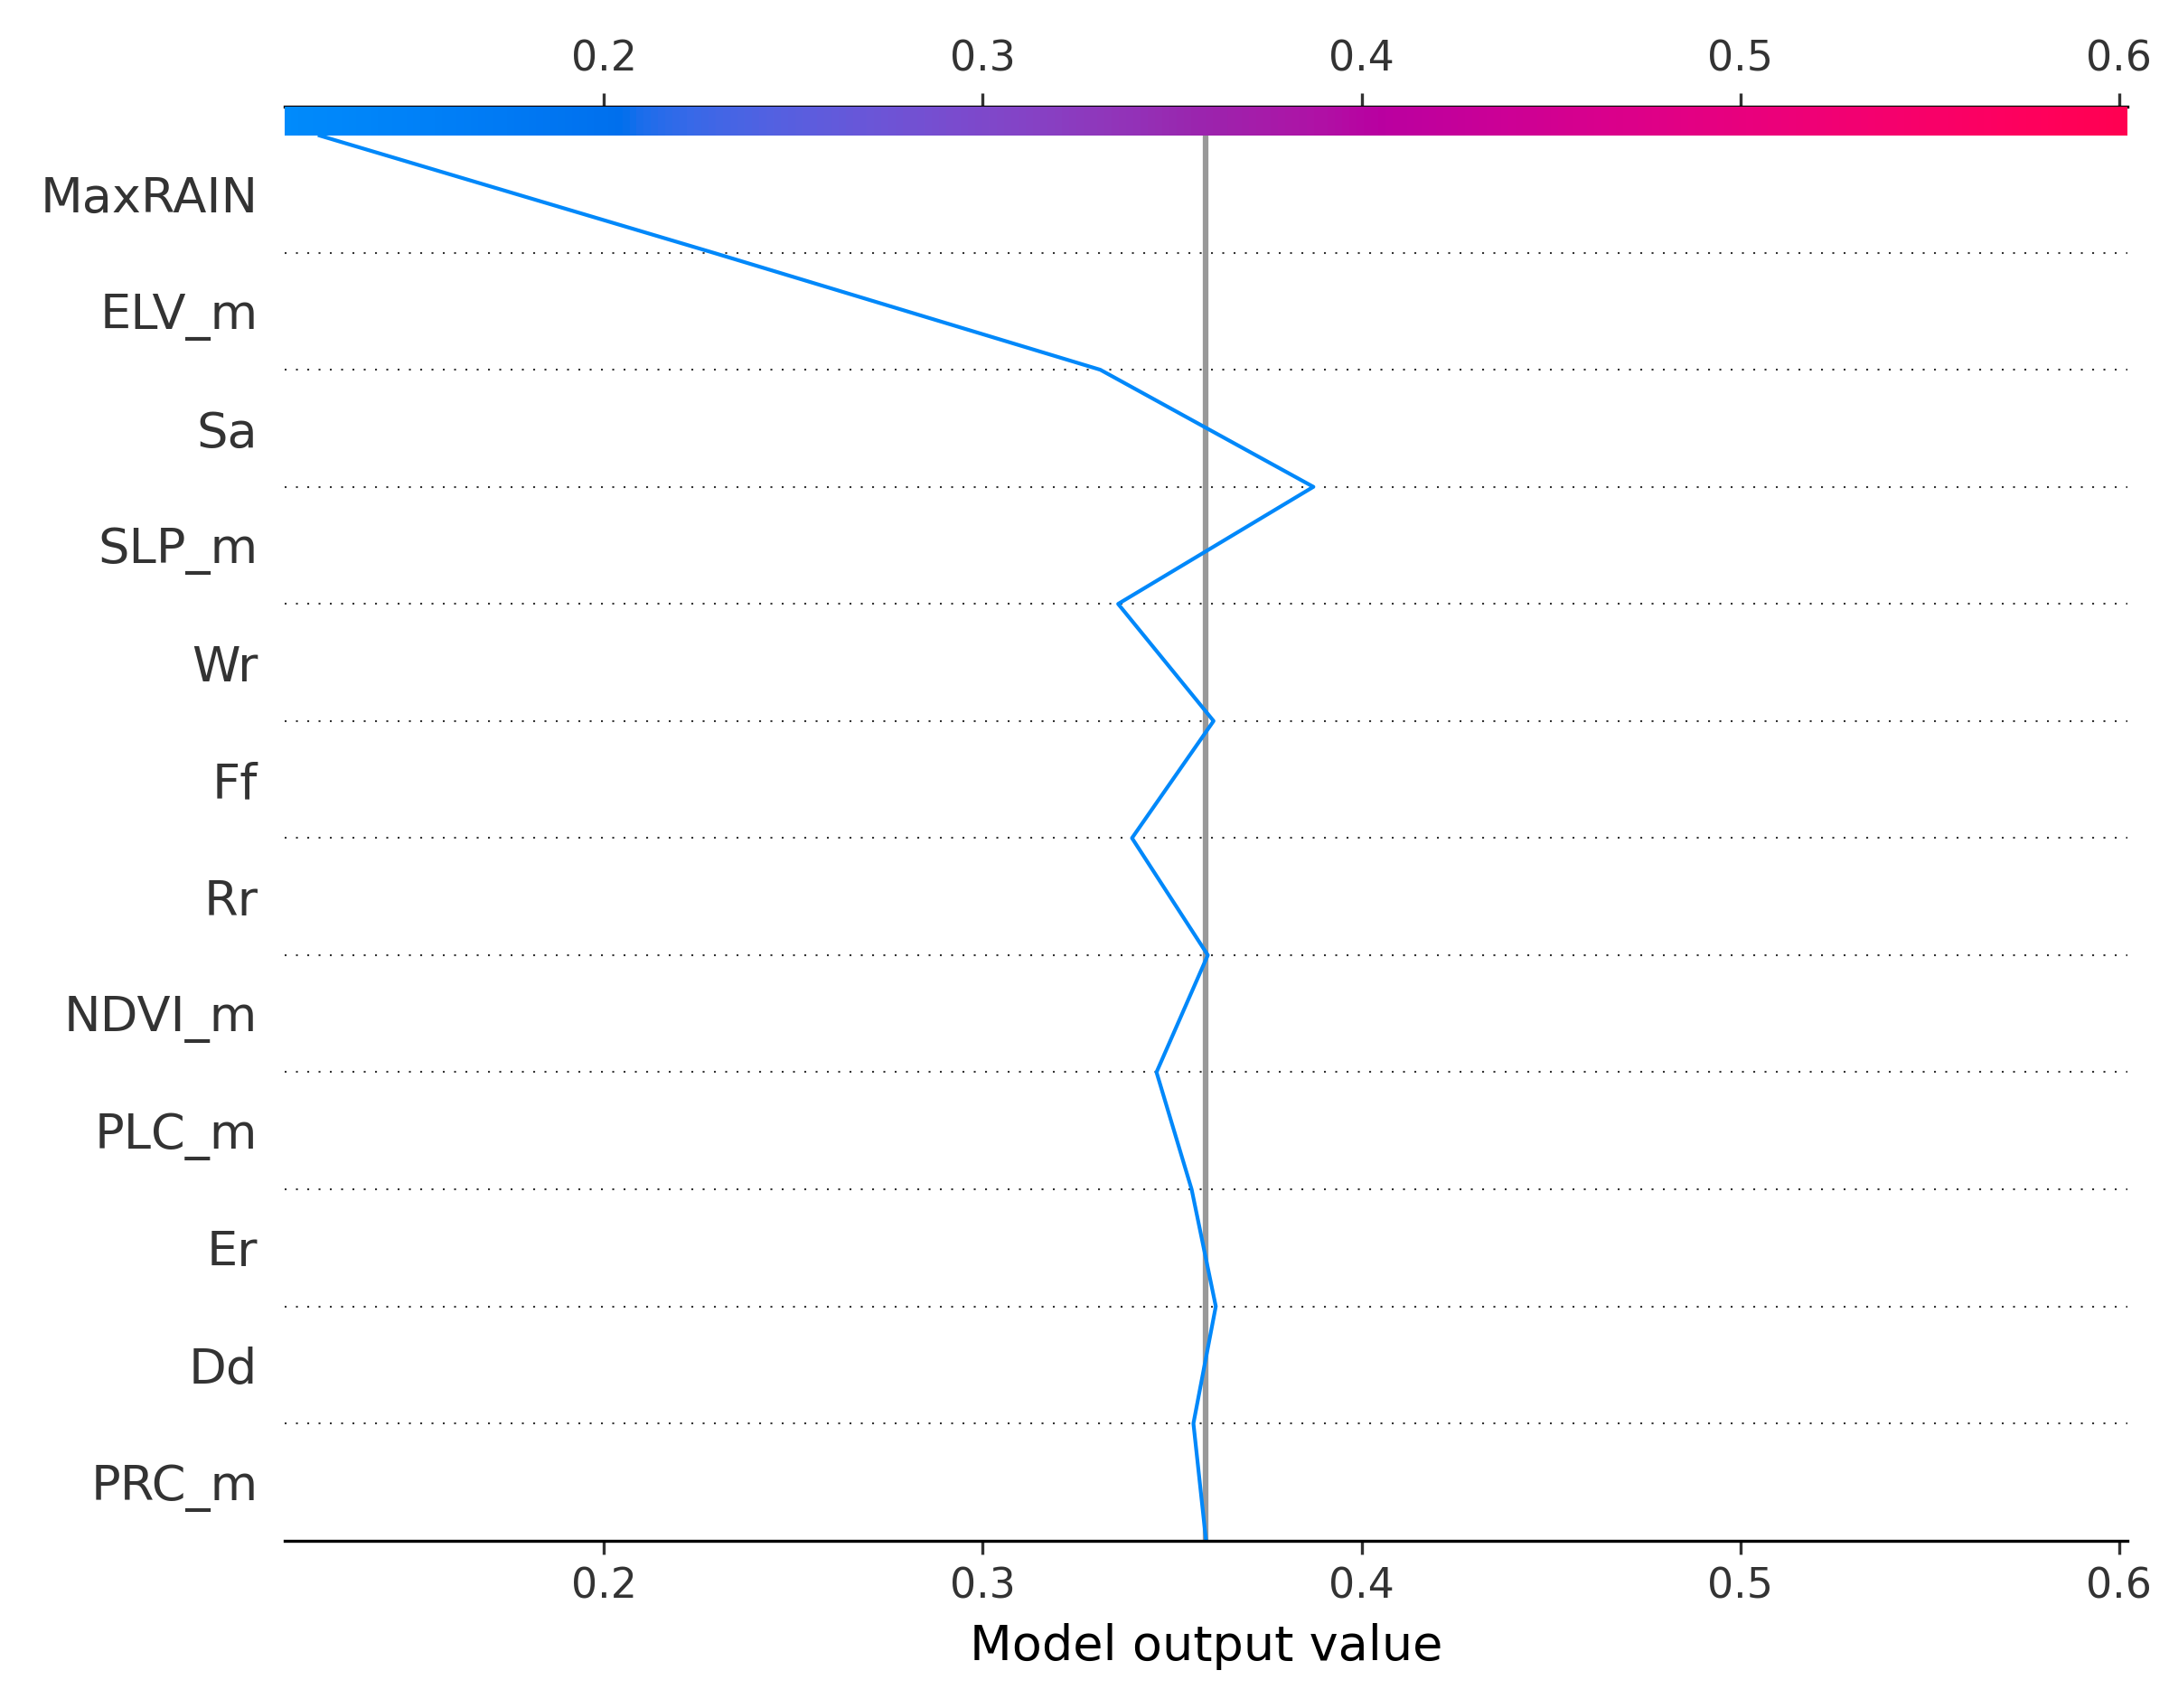 0.2 0.3 0.4 0.5 0.6
MaxRAIN
ELV_m
Sa
SLP_m
Wr
Ff
Rr
NDVI_m
PLC_m
Er
Dd
PRC_m
0.2 0.3 0.4 0.5 0.6
Model output value